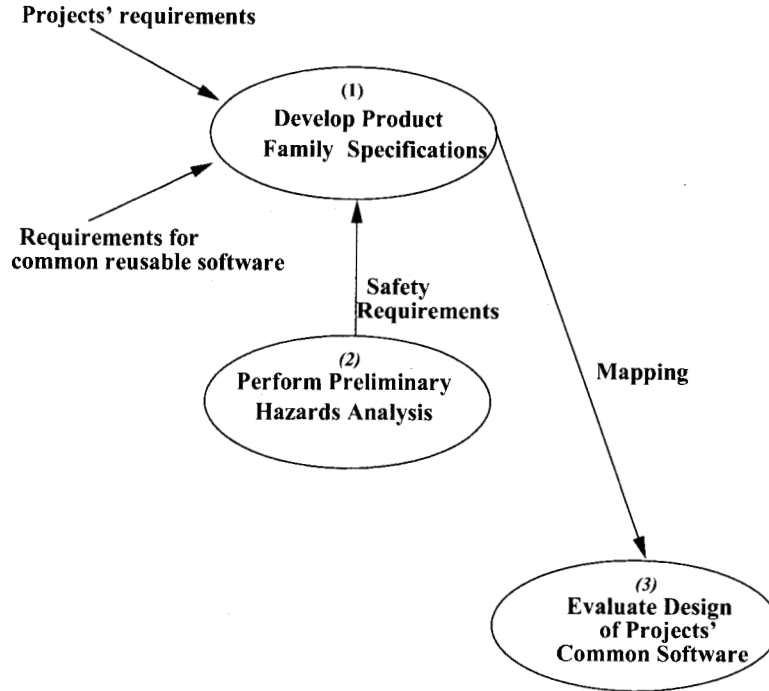 Projects' requirements
(1)
Develop Product
Family Specifications
Requirements for
common reusable software
Safety
Requirements
(2)
Perform Preliminary
Hazards Analysis
Mapping
(3)
Evaluate Design
of Projects'
Common Software